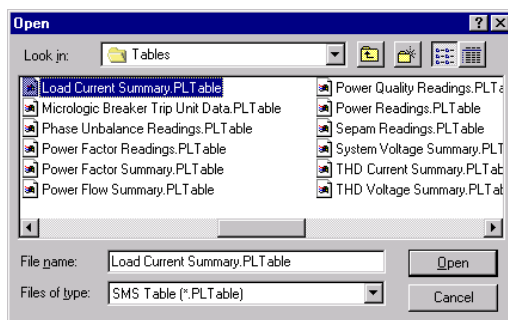 Open
Look in: Tables
Load Current Summary.PLTable
Micrologic Breaker Trip Unit Data.PLTable
Phase Unbalance Readings.PLTable
Power Factor Readings.PLTable
Power Factor Summary.PLTable
Power Flow Summary.PLTable
Power Quality Readings.PLTa
Power Readings.PLTable
Sepam Readings.PLTable
System Voltage Summary.PLT
THD Current Summary.PLTab
THD Voltage Summary.PLTab
File name: Load Current Summary.PLTable Open
Files of type: SMS Table (*.PLTable) Cancel